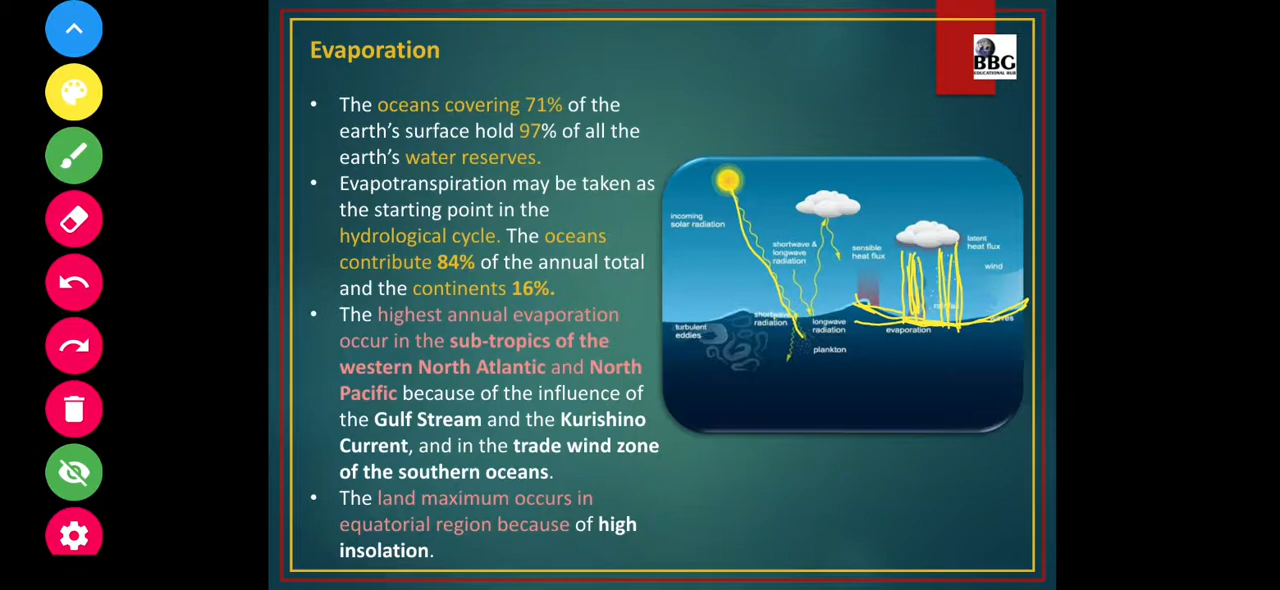 Evaporation
BBG
EDUCATIONAL HUB
• The oceans covering 71% of the
earth's surface hold 97% of all the
earth's water reserves.
• Evapotranspiration may be taken as
the starting point in the
hydrological cycle. The oceans
contribute 84% of the annual total
and the continents 16%.
• The highest annual evaporation
occur in the sub-tropics of the
western North Atlantic and North
Pacific because of the influence of
the Gulf Stream and the Kurishino
Current, and in the trade wind zone
of the southern oceans.
• The land maximum occurs in
equatorial region because of high
insolation.
incoming
solar radiation
shortwave &
longwave
radiation
sensible
heat flux
latent
heat flux
wind
turbulent
eddies
shortwave
radiation
longwave
radiation
plankton
evaporation